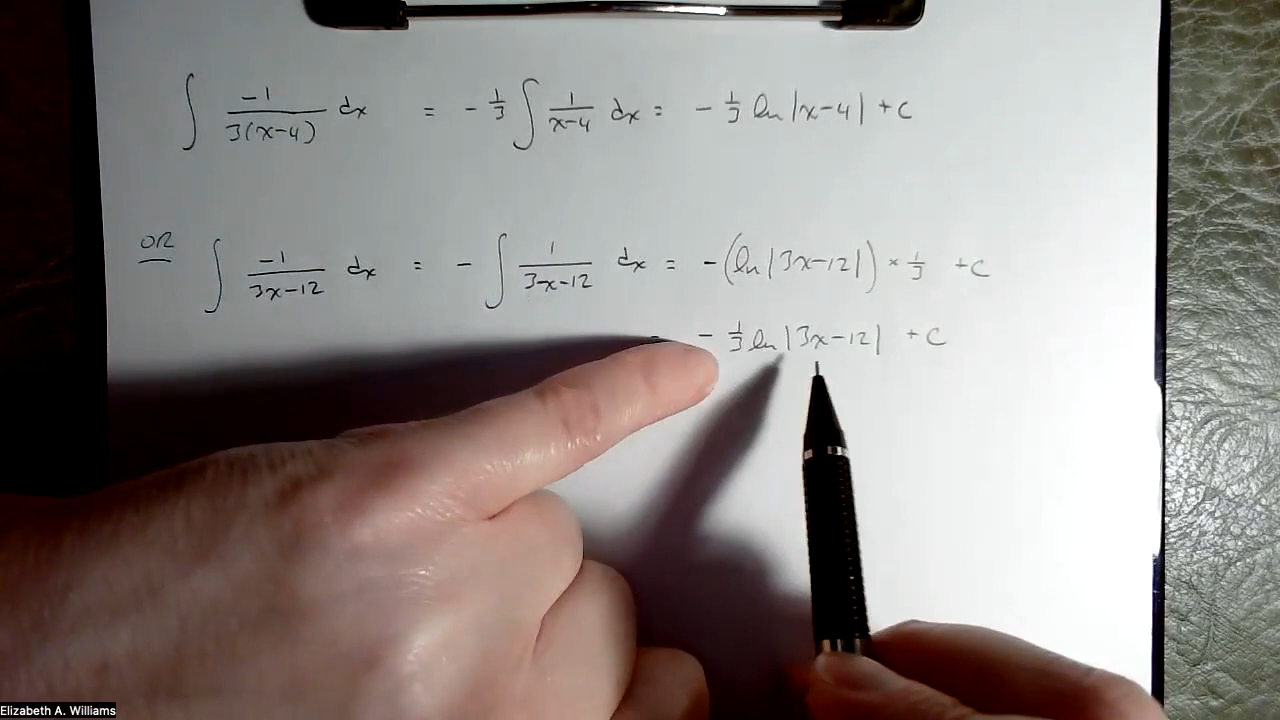 ∫ -1/3(x-4) dx = - 1/3 ∫ 1/x-4 dx = - 1/3 ln|x-4| + C
OR ∫ -1/3x-12 dx = - ∫ 1/3x-12 dx = -(ln|3x-12|) * 1/3 + C
= - 1/3 ln|3x-12| + C
Elizabeth A. Williams